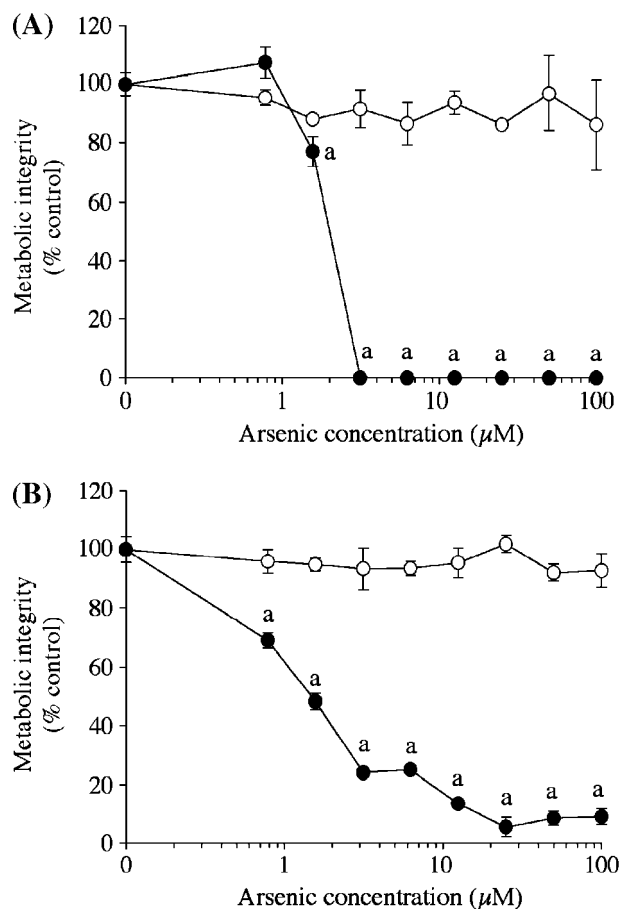 (A)
120
100
80
60
40
20
0
Metabolic integrity
(% control)
a
a a a a a a
0 1 10 100
Arsenic concentration (µM)
(B)
120
100
80
60
40
20
0
Metabolic integrity
(% control)
a
a
a a
a
a a a
0 1 10 100
Arsenic concentration (µM)